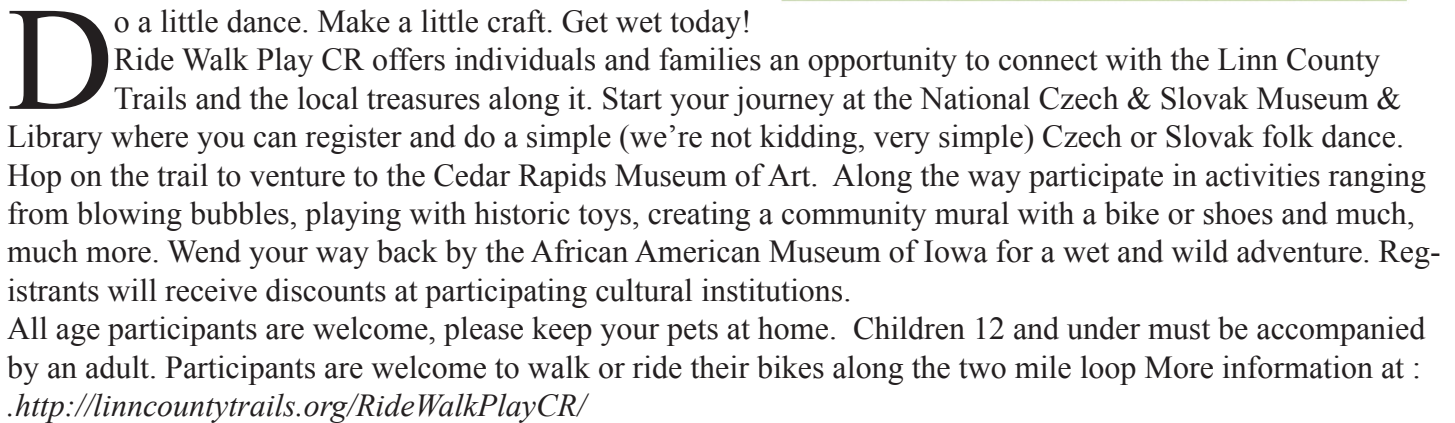 Do a little dance. Make a little craft. Get wet today!
Ride Walk Play CR offers individuals and families an opportunity to connect with the Linn County
Trails and the local treasures along it. Start your journey at the National Czech & Slovak Museum &
Library where you can register and do a simple (we’re not kidding, very simple) Czech or Slovak folk dance.
Hop on the trail to venture to the Cedar Rapids Museum of Art.  Along the way participate in activities ranging
from blowing bubbles, playing with historic toys, creating a community mural with a bike or shoes and much,
much more. Wend your way back by the African American Museum of Iowa for a wet and wild adventure. Reg-
istrants will receive discounts at participating cultural institutions.
All age participants are welcome, please keep your pets at home.  Children 12 and under must be accompanied
by an adult. Participants are welcome to walk or ride their bikes along the two mile loop More information at :
.http://linncountytrails.org/RideWalkPlayCR/